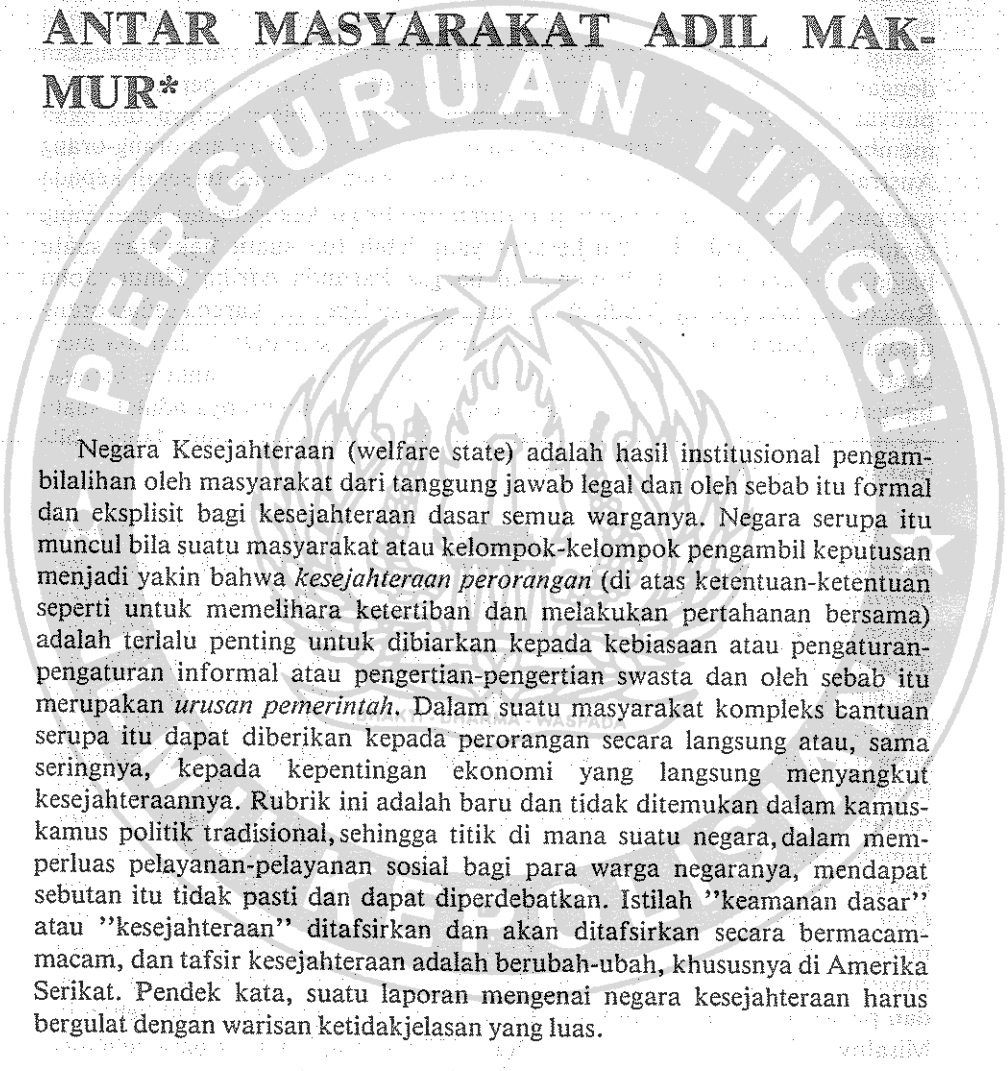 ANTAR MASYARAKAT ADIL MAK-
MUR*
PERGURUAN TINGGI
Negara Kesejahteraan (welfare state) adalah hasil institusional pengam-
bilalihan oleh masyarakat dari tanggung jawab legal dan oleh sebab itu formal
dan eksplisit bagi kesejahteraan dasar semua warganya. Negara serupa itu
muncul bila suatu masyarakat atau kelompok-kelompok pengambil keputusan
menjadi yakin bahwa kesejahteraan perorangan (di atas ketentuan-ketentuan
seperti untuk memelihara ketertiban dan melakukan pertahanan bersama)
adalah terlalu penting untuk dibiarkan kepada kebiasaan atau pengaturan-
pengaturan informal atau pengertian-pengertian swasta dan oleh sebab itu
merupakan urusan pemerintah. Dalam suatu masyarakat kompleks bantuan
BHAKTI - DHARMA - WASPADA
serupa itu dapat diberikan kepada perorangan secara langsung atau, sama
seringnya, kepada kepentingan ekonomi yang langsung menyangkut
kesejahteraannya. Rubrik ini adalah baru dan tidak ditemukan dalam kamus-
kamus politik tradisional, sehingga titik di mana suatu negara, dalam mem-
perluas pelayanan-pelayanan sosial bagi para warga negaranya, mendapat
sebutan itu tidak pasti dan dapat diperdebatkan. Istilah ''keamanan dasar''
atau ''kesejahteraan'' ditafsirkan dan akan ditafsirkan secara bermacam-
macam, dan tafsir kesejahteraan adalah berubah-ubah, khususnya di Amerika
Serikat. Pendek kata, suatu laporan mengenai negara kesejahteraan harus
bergulat dengan warisan ketidakjelasan yang luas.